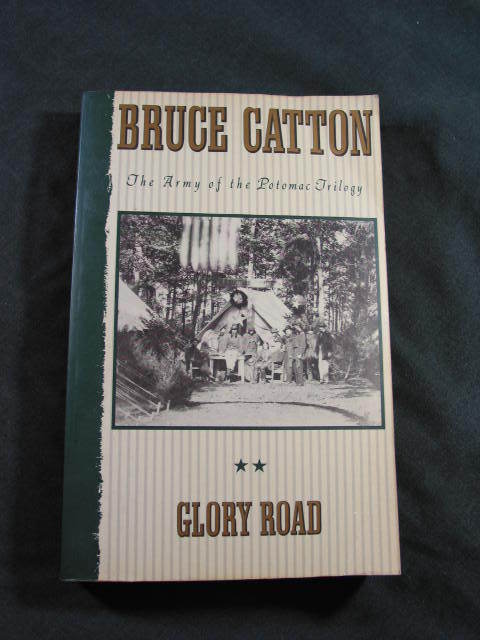 BRUCE CATTON
The Army of the Potomac Trilogy
GLORY ROAD